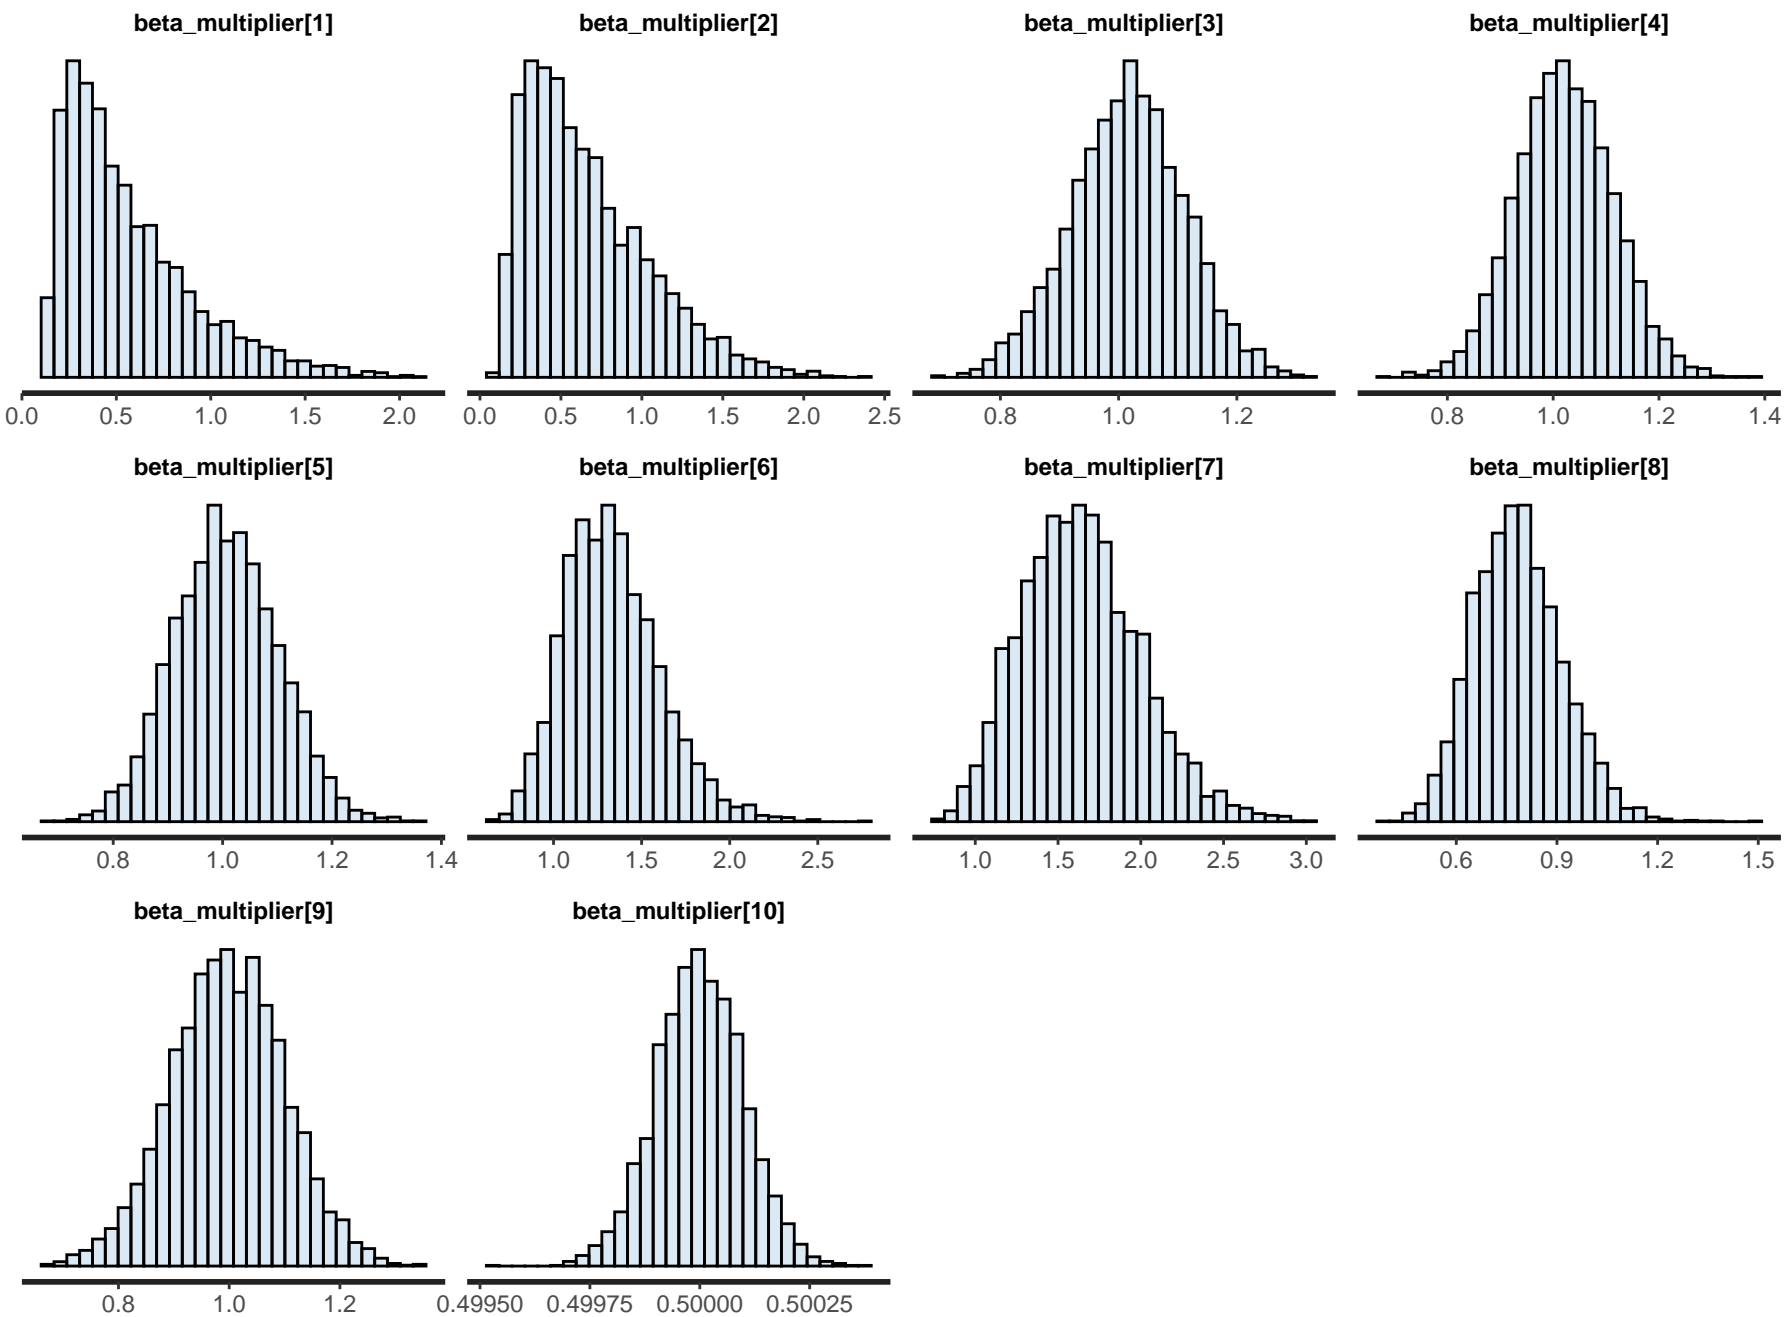 beta_multiplier[1] beta_multiplier[2] beta_multiplier[3] beta_multiplier[4]
0.0 0.5 1.0 1.5 2.0 0.0 0.5 1.0 1.5 2.0 2.5 0.8 1.0 1.2 0.8 1.0 1.2 1.4
beta_multiplier[5] beta_multiplier[6] beta_multiplier[7] beta_multiplier[8]
0.8 1.0 1.2 1.4 1.0 1.5 2.0 2.5 1.0 1.5 2.0 2.5 3.0 0.6 0.9 1.2 1.5
beta_multiplier[9] beta_multiplier[10]
0.8 1.0 1.2 0.49950 0.49975 0.50000 0.50025